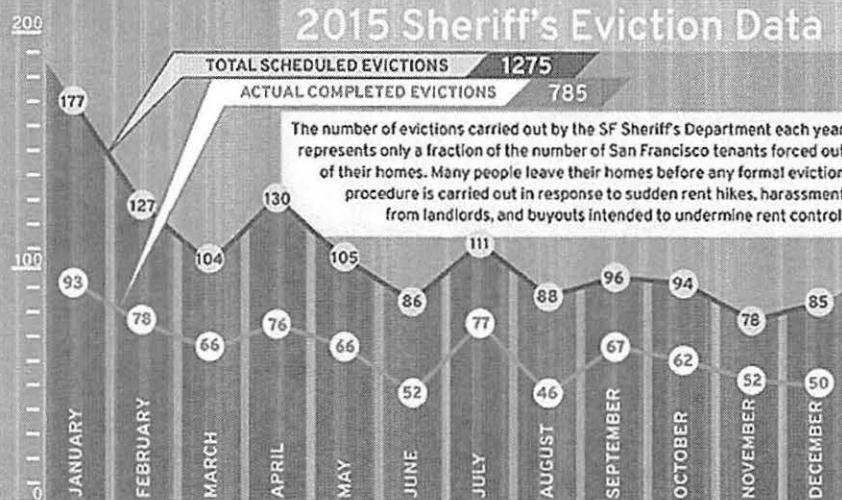 2015 Sheriff's Eviction Data
200
TOTAL SCHEDULED EVICTIONS 1275
ACTUAL COMPLETED EVICTIONS 785
The number of evictions carried out by the SF Sheriff's Department each year
represents only a fraction of the number of San Francisco tenants forced out
of their homes. Many people leave their homes before any formal eviction
procedure is carried out in response to sudden rent hikes, harassment
from landlords, and buyouts intended to undermine rent control.
177
127
104
130
105
86
111
88
96
94
78
85
100
93
78
66
76
66
52
77
46
67
62
52
50
0
JANUARY
FEBRUARY
MARCH
APRIL
MAY
JUNE
JULY
AUGUST
SEPTEMBER
OCTOBER
NOVEMBER
DECEMBER